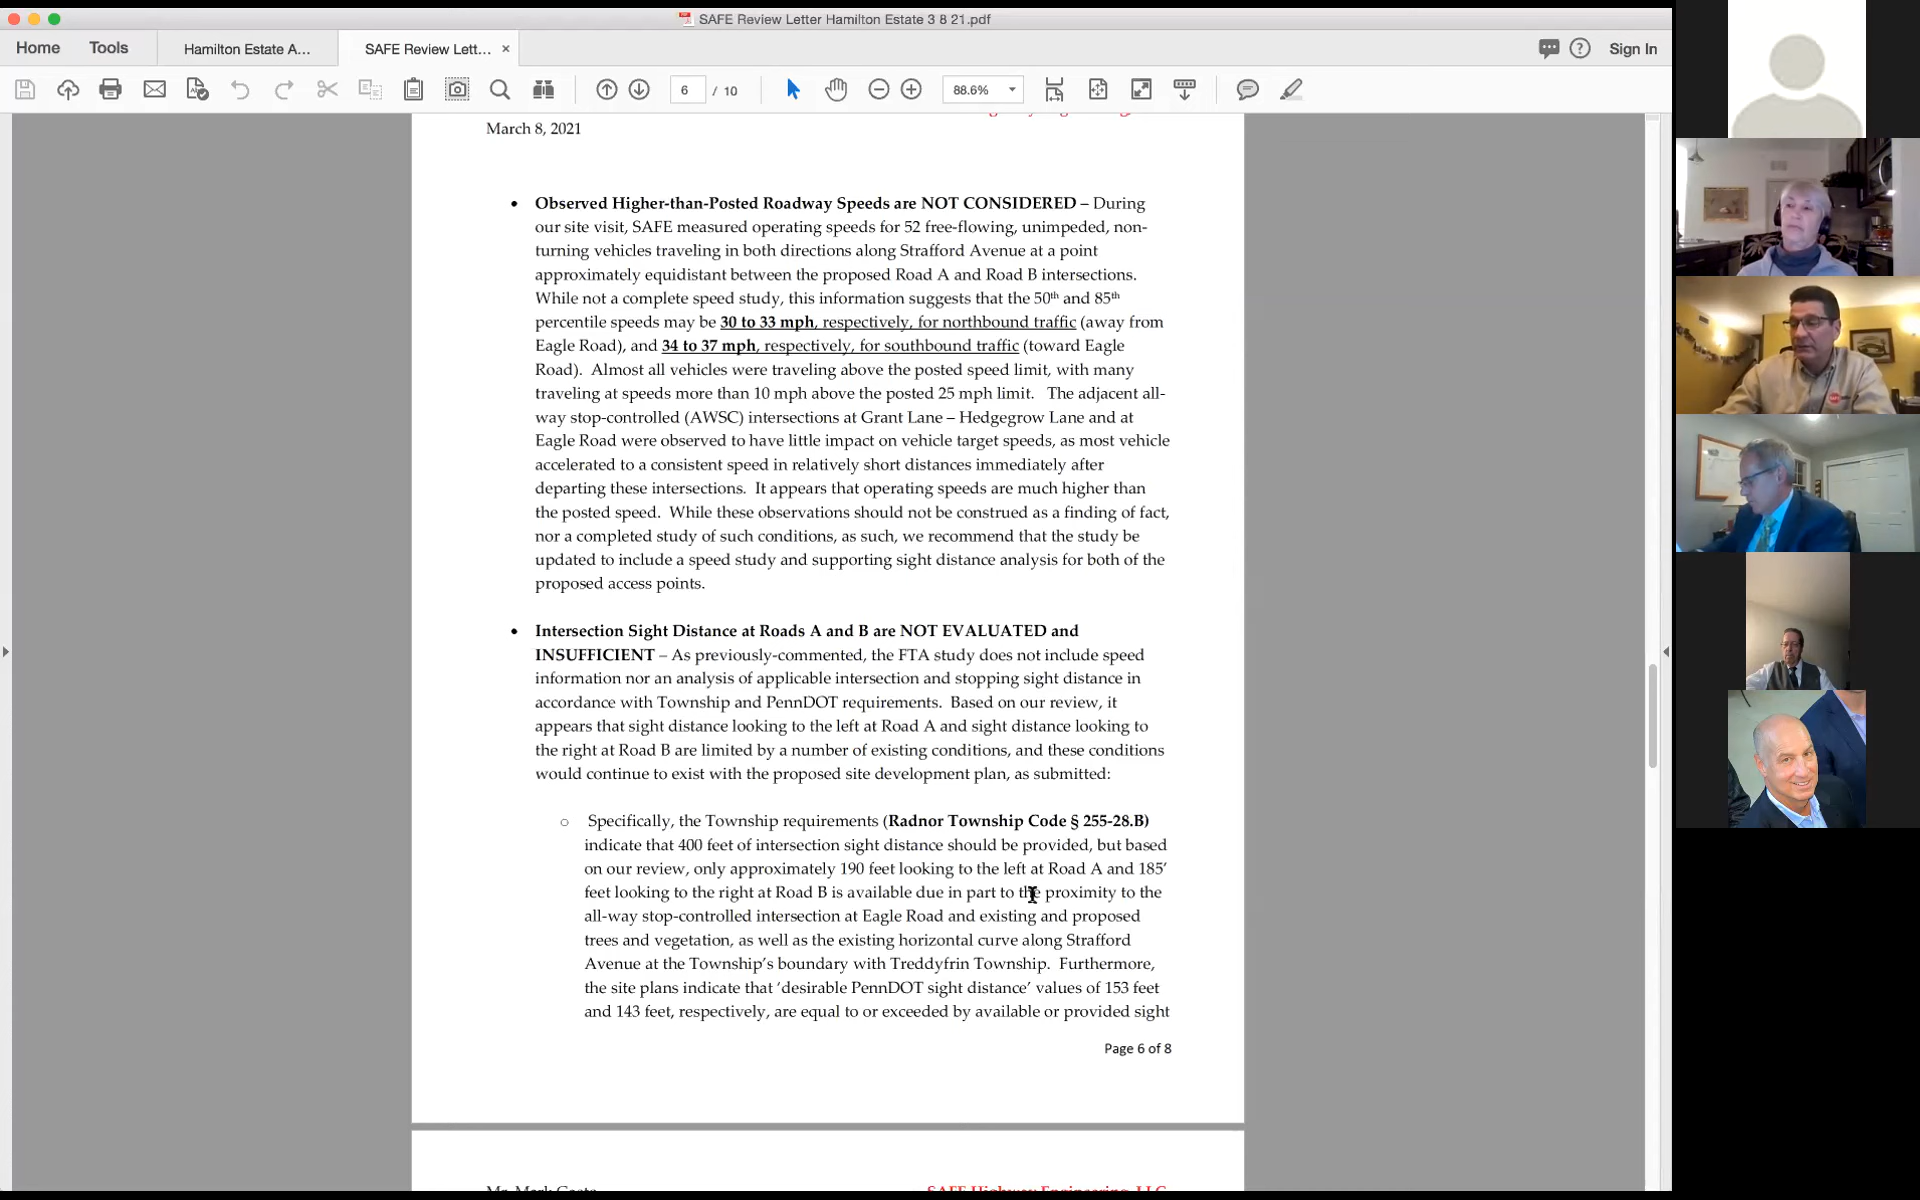 SAFE Review Letter Hamilton Estate 3 8 21.pdf
Home
Tools
Hamilton Estate A...
SAFE Review Lett...
×
Sign In
6 / 10
88.6%
March 8, 2021
• Observed Higher-than-Posted Roadway Speeds are NOT CONSIDERED – During
our site visit, SAFE measured operating speeds for 52 free-flowing, unimpeded, non-
turning vehicles traveling in both directions along Strafford Avenue at a point
approximately equidistant between the proposed Road A and Road B intersections.
While not a complete speed study, this information suggests that the 50th and 85th
percentile speeds may be 30 to 33 mph, respectively, for northbound traffic (away from
Eagle Road), and 34 to 37 mph, respectively, for southbound traffic (toward Eagle
Road). Almost all vehicles were traveling above the posted speed limit, with many
traveling at speeds more than 10 mph above the posted 25 mph limit. The adjacent all-
way stop-controlled (AWSC) intersections at Grant Lane – Hedgegrow Lane and at
Eagle Road were observed to have little impact on vehicle target speeds, as most vehicle
accelerated to a consistent speed in relatively short distances immediately after
departing these intersections. It appears that operating speeds are much higher than
the posted speed. While these observations should not be construed as a finding of fact,
nor a completed study of such conditions, as such, we recommend that the study be
updated to include a speed study and supporting sight distance analysis for both of the
proposed access points.
• Intersection Sight Distance at Roads A and B are NOT EVALUATED and
INSUFFICIENT – As previously-commented, the FTA study does not include speed
information nor an analysis of applicable intersection and stopping sight distance in
accordance with Township and PennDOT requirements. Based on our review, it
appears that sight distance looking to the left at Road A and sight distance looking to
the right at Road B are limited by a number of existing conditions, and these conditions
would continue to exist with the proposed site development plan, as submitted:
○ Specifically, the Township requirements (Radnor Township Code § 255-28.B)
indicate that 400 feet of intersection sight distance should be provided, but based
on our review, only approximately 190 feet looking to the left at Road A and 185’
feet looking to the right at Road B is available due in part to the proximity to the
all-way stop-controlled intersection at Eagle Road and existing and proposed
trees and vegetation, as well as the existing horizontal curve along Strafford
Avenue at the Township’s boundary with Treddyfrin Township. Furthermore,
the site plans indicate that ‘desirable PennDOT sight distance’ values of 153 feet
and 143 feet, respectively, are equal to or exceeded by available or provided sight
Page 6 of 8